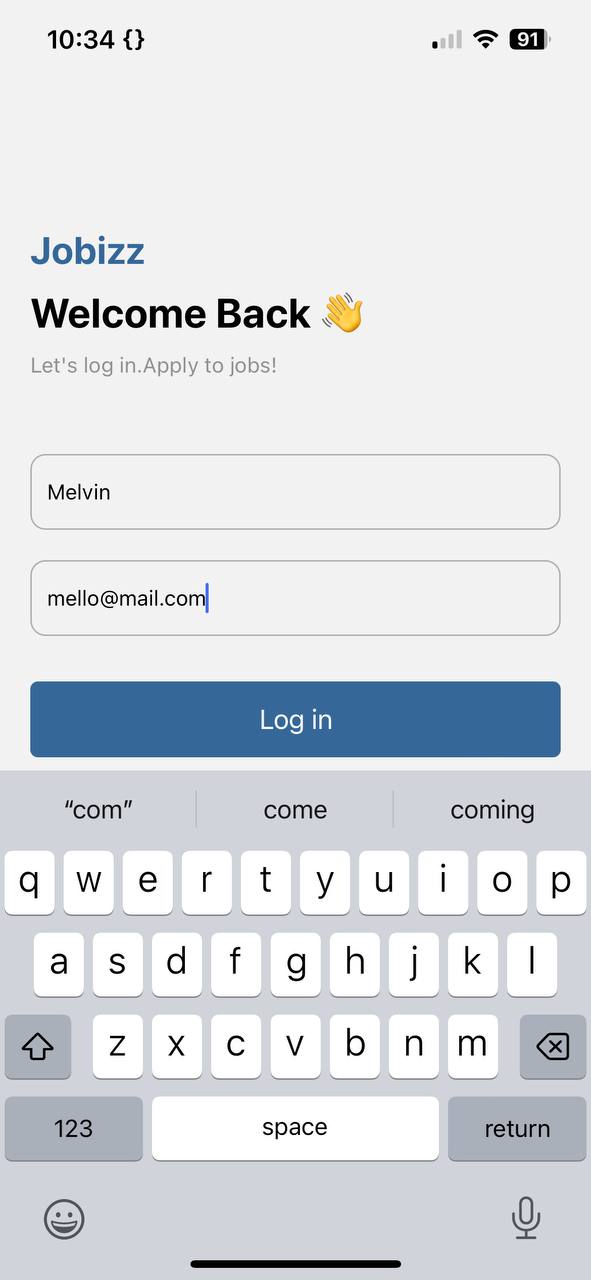 10:34 {} 91
Jobizz
Welcome Back 👋
Let's log in.Apply to jobs!
Melvin
mello@mail.com
Log in
“com” come coming
q w e r t y u i o p
a s d f g h j k l
z x c v b n m
123 space return